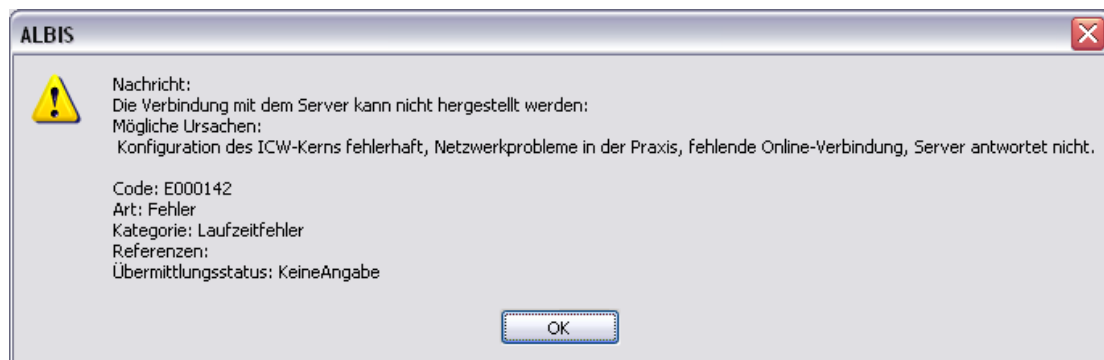 ALBIS
Nachricht:
Die Verbindung mit dem Server kann nicht hergestellt werden:
Mögliche Ursachen:
Konfiguration des ICW-Kerns fehlerhaft, Netzwerkprobleme in der Praxis, fehlende Online-Verbindung, Server antwortet nicht.
Code: E000142
Art: Fehler
Kategorie: Laufzeitfehler
Referenzen:
Übermittlungsstatus: KeineAngabe
OK